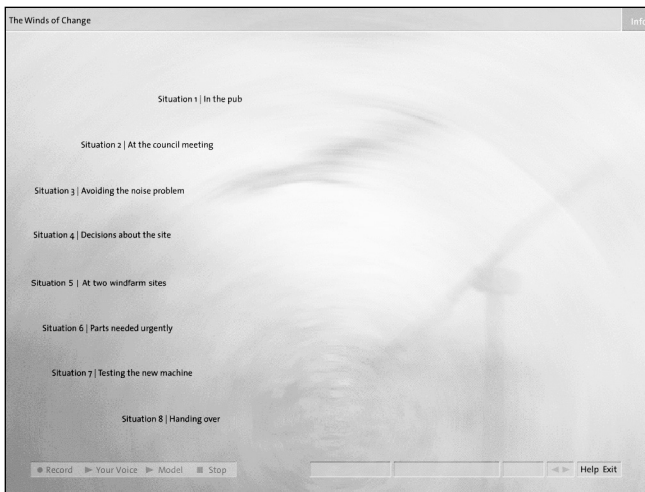 The Winds of Change
Info
Situation 1 | In the pub
Situation 2 | At the council meeting
Situation 3 | Avoiding the noise problem
Situation 4 | Decisions about the site
Situation 5 | At two windfarm sites
Situation 6 | Parts needed urgently
Situation 7 | Testing the new machine
Situation 8 | Handing over
Record Your Voice Model Stop Help Exit